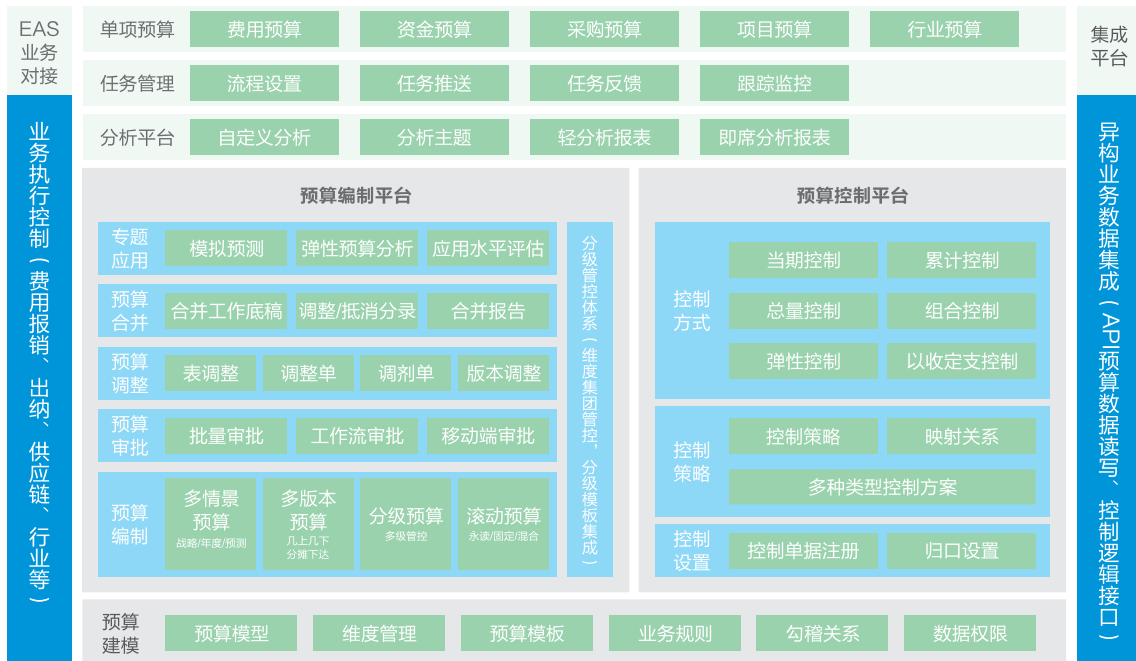 EAS
业务
对接
业务执行控制(费用报销、出纳、供应链、行业等)
单项预算
费用预算
资金预算
采购预算
项目预算
行业预算
任务管理
流程设置
任务推送
任务反馈
跟踪监控
分析平台
自定义分析
分析主题
轻分析报表
即席分析报表
预算编制平台
专题
应用
模拟预测
弹性预算分析
应用水平评估
预算
合并
合并工作底稿
调整/抵消分录
合并报告
预算
调整
表调整
调整单
调剂单
版本调整
预算
审批
批量审批
工作流审批
移动端审批
预算
编制
多情景
预算
战略/年度/预测
多版本
预算
几上几下
分摊下达
分级预算
多级管控
滚动预算
永读/固定/混合
分级管控体系(维度集团管控，分级模板集成)
预算控制平台
控制
方式
当期控制
累计控制
总量控制
组合控制
弹性控制
以收定支控制
控制
策略
控制策略
映射关系
多种类型控制方案
控制
设置
控制单据注册
归口设置
预算
建模
预算模型
维度管理
预算模板
业务规则
勾稽关系
数据权限
集成
平台
异构业务数据集成(API预算数据读写、控制逻辑接口)